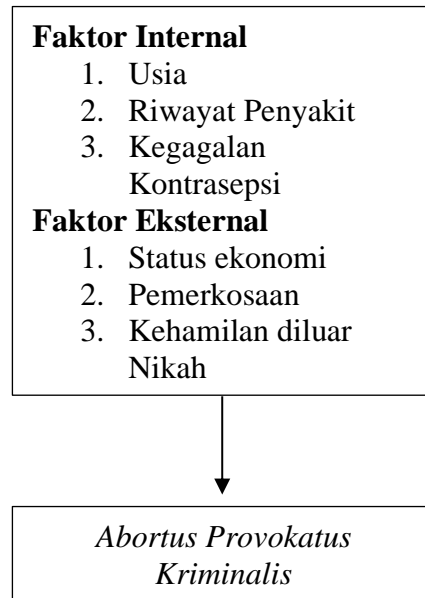 Faktor Internal
1. Usia
2. Riwayat Penyakit
3. Kegagalan
Kontrasepsi
Faktor Eksternal
1. Status ekonomi
2. Pemerkosaan
3. Kehamilan diluar
Nikah
Abortus Provokatus
Kriminalis